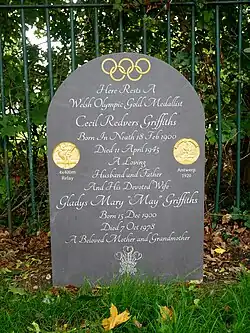 Here Rests A
Welsh Olympic Gold Medallist
Cecil Redvers Griffiths
Born In Neath 18 Feb 1900
Died 11 April 1945
A Loving
Husband and Father
And His Devoted Wife
Gladys Mary "May" Griffiths
Born 15 Dec 1900
Died 7 Oct 1978
A Beloved Mother and Grandmother
4x400m
Relay
Antwerp
1920